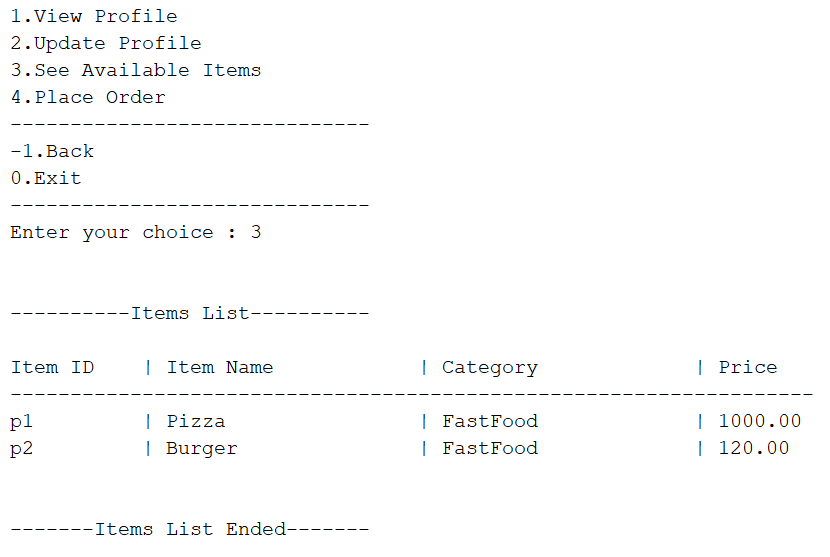 1.View Profile
2.Update Profile
3.See Available Items
4.Place Order
------------------------------
-1.Back
0.Exit
------------------------------
Enter your choice : 3
----------Items List----------
Item ID    | Item Name            | Category             | Price
-------------------------------------------------------------------
p1         | Pizza                | FastFood             | 1000.00
p2         | Burger               | FastFood             | 120.00
-------Items List Ended-------